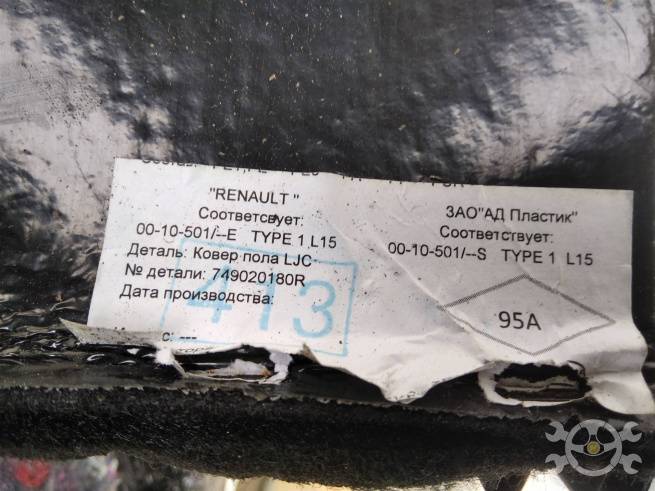 "RENAULT"
Соответсвует:
00-10-501/--E TYPE 1 L15
Деталь: Ковер пола LJC
№ детали: 749020180R
Дата производства:
413
ЗАО"АД Пластик"
Соответствует:
00-10-501/--S TYPE 1 L15
95A